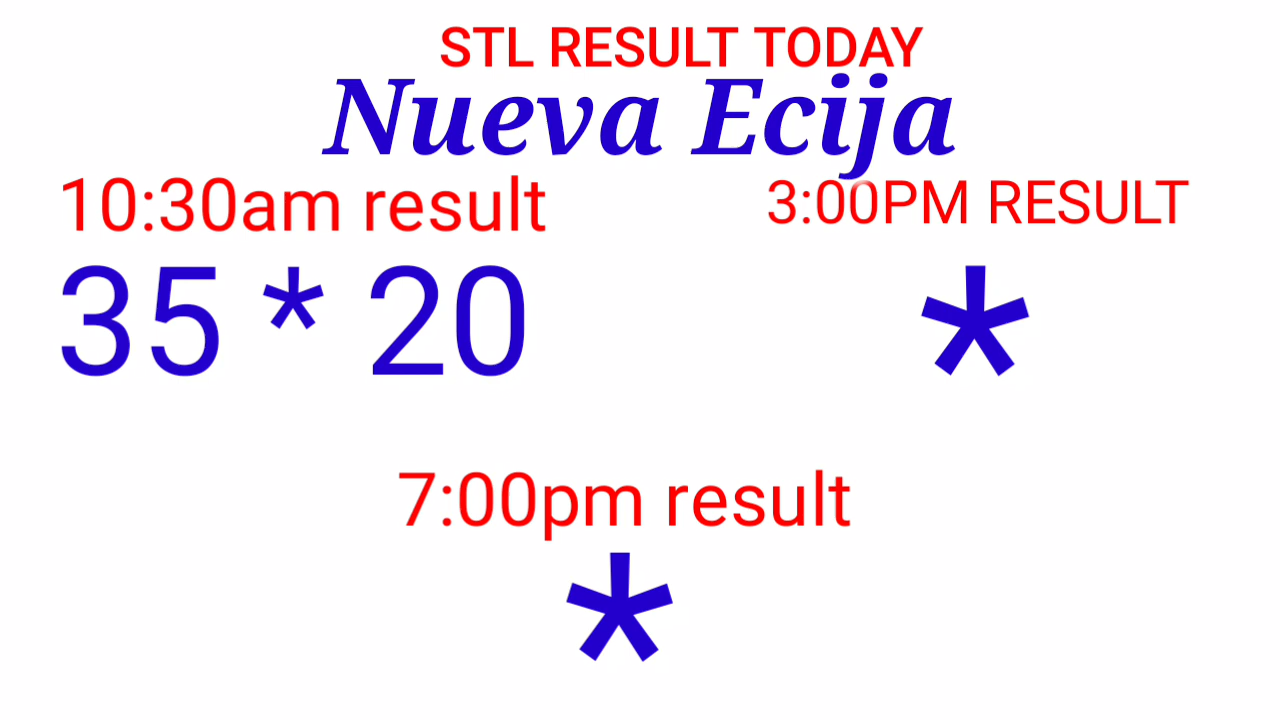 STL RESULT TODAY
Nueva Ecija
10:30am result
35 * 20
3:00PM RESULT
*
7:00pm result
*